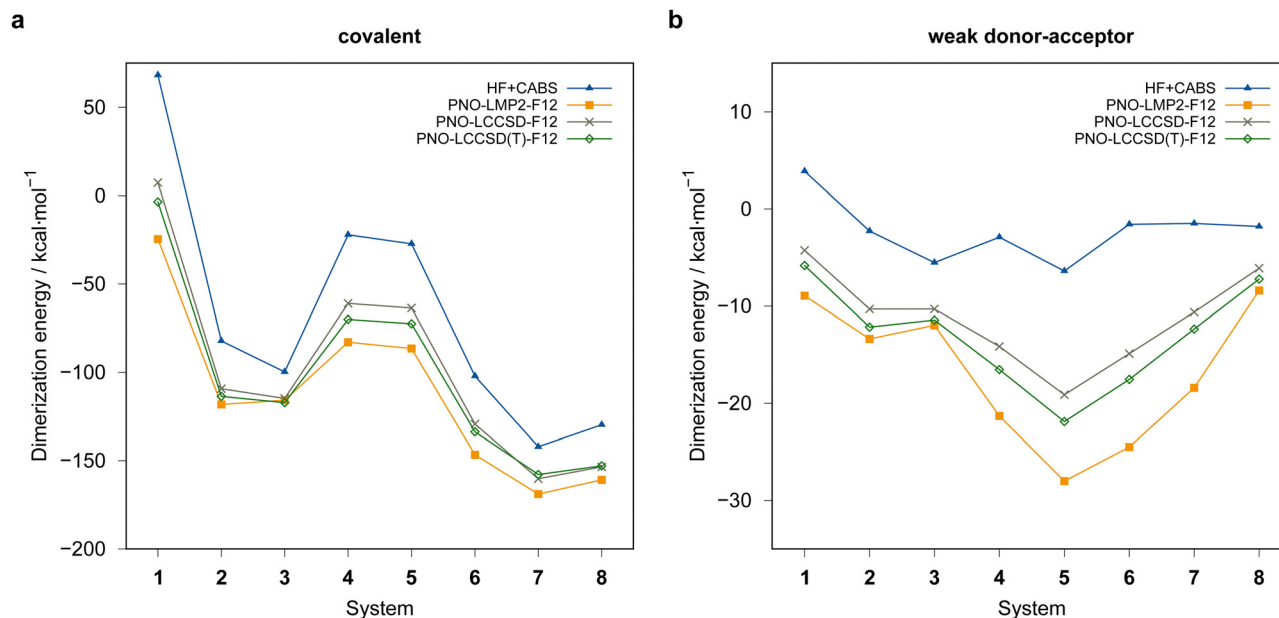 a
covalent
HF+CABS
PNO-LMP2-F12
PNO-LCCSD-F12
PNO-LCCSD(T)-F12
50
0
−50
−100
−150
−200
Dimerization energy / kcal·mol⁻¹
1 2 3 4 5 6 7 8
System
b
weak donor-acceptor
HF+CABS
PNO-LMP2-F12
PNO-LCCSD-F12
PNO-LCCSD(T)-F12
10
0
−10
−20
−30
Dimerization energy / kcal·mol⁻¹
1 2 3 4 5 6 7 8
System